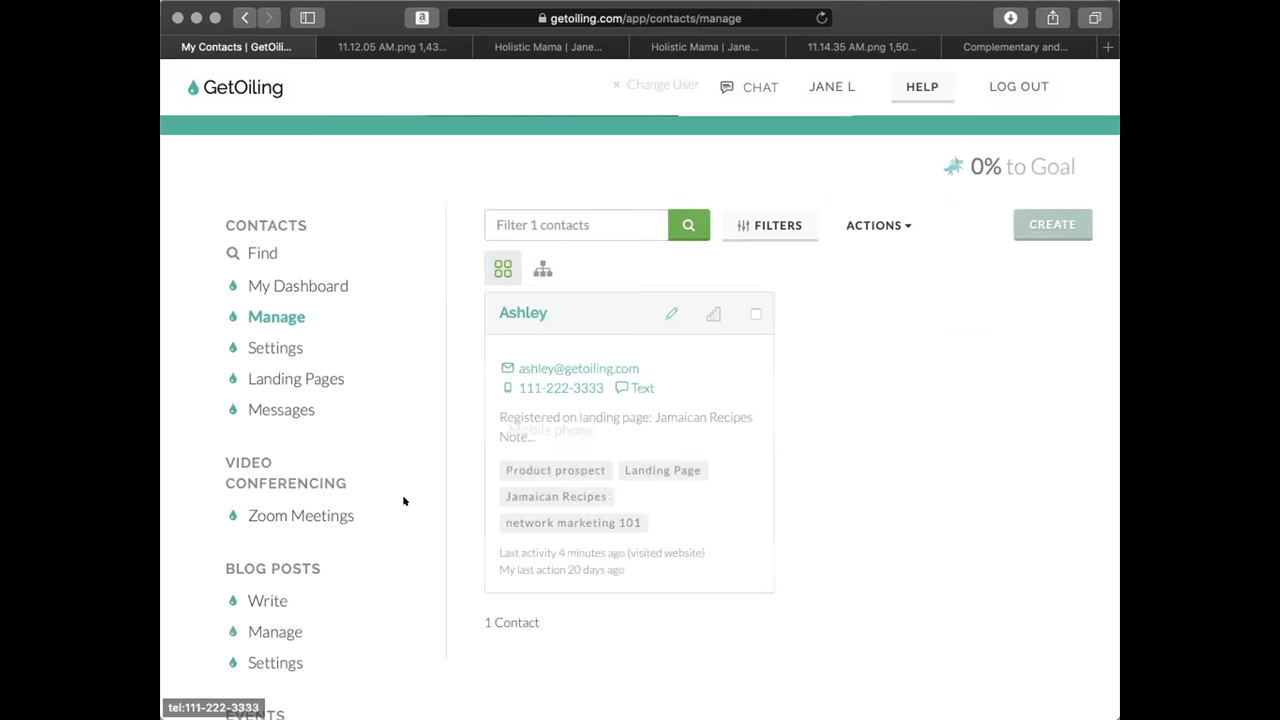 getoiling.com/app/contacts/manage
My Contacts | GetOili...
11.12.05 AM.png 1,43...
Holistic Mama | Jane...
Holistic Mama | Jane...
11.14.35 AM.png 1,50...
Complementary and...
GetOiling
× Change User
CHAT
JANE L
HELP
LOG OUT
0% to Goal
CONTACTS
Find
My Dashboard
Manage
Settings
Landing Pages
Messages
VIDEO
CONFERENCING
Zoom Meetings
BLOG POSTS
Write
Manage
Settings
EVENTS
Filter 1 contacts
FILTERS
ACTIONS
CREATE
Ashley
ashley@getoiling.com
111-222-3333 Text
Registered on landing page: Jamaican Recipes
Mobile phone
Note...
Product prospect Landing Page
Jamaican Recipes
network marketing 101
Last activity 4 minutes ago (visited website)
My last action 20 days ago
1 Contact
tel:111-222-3333